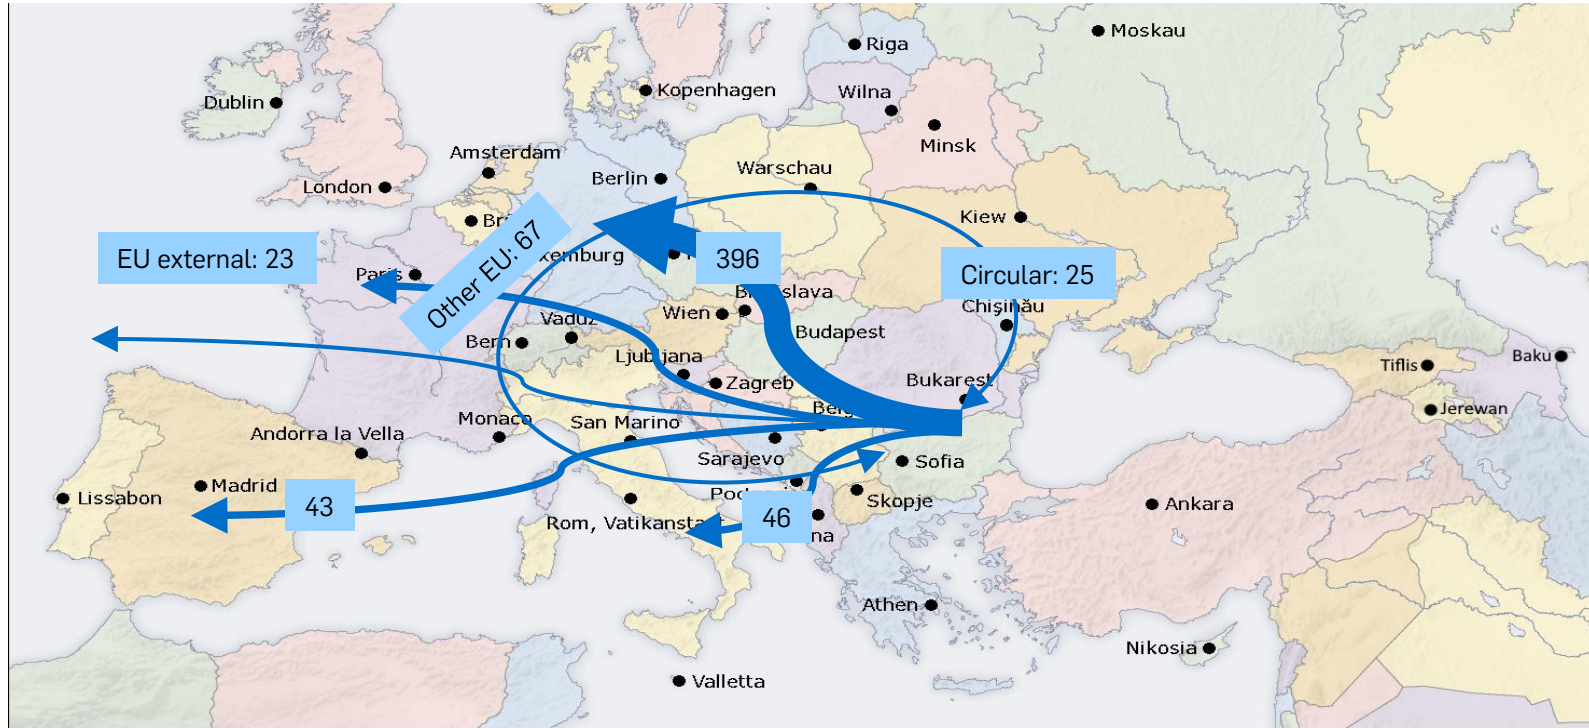 Moskau
Riga
Wilna
Kopenhagen
Dublin
Minsk
Amsterdam
Warschau
Berlin
London
Kiew
Other EU: 67
EU external: 23
396
Circular: 25
Paris
Chişinău
Wien
Vaduz
Budapest
Bern
Ljubljana
Tiflis
Baku
Zagreb
Bukarest
Jerewan
Monaco
San Marino
Andorra la Vella
Sarajevo
Sofia
Madrid
Lissabon
43
Skopje
Ankara
46
Rom, Vatikanstadt
Athen
Nikosia
Valletta